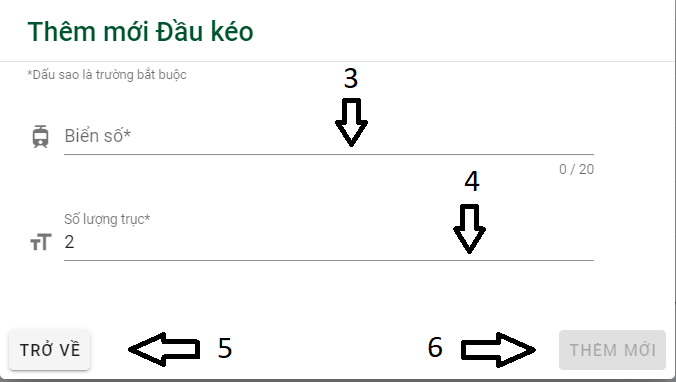 Thêm mới Đầu kéo
*Dấu sao là trường bắt buộc
3
Biển số*
0 / 20
4
Số lượng trục*
2
TRỞ VỀ
5
6
THÊM MỚI